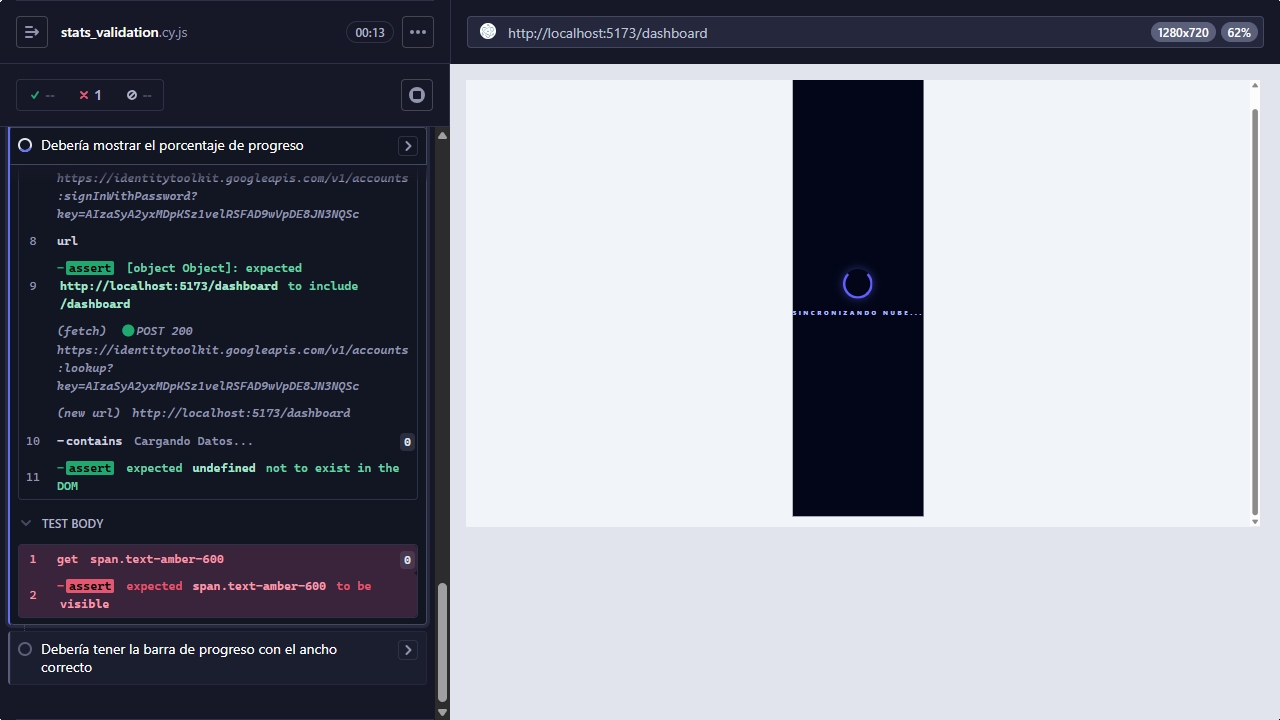 stats_validation.cy.js
00:13
http://localhost:5173/dashboard
1280x720
62%
--
1
--
Debería mostrar el porcentaje de progreso
https://identitytoolkit.googleapis.com/v1/accounts
:signInWithPassword?
key=AIzaSyA2yxMDpKSz1velRSFAD9wVpDE8JN3NQSc
8 url
9 -assert [object Object]: expected
http://localhost:5173/dashboard to include
/dashboard
(fetch) POST 200
https://identitytoolkit.googleapis.com/v1/accounts
:lookup?
key=AIzaSyA2yxMDpKSz1velRSFAD9wVpDE8JN3NQSc
(new url) http://localhost:5173/dashboard
10 -contains Cargando Datos... 0
11 -assert expected undefined not to exist in the
DOM
TEST BODY
1 get span.text-amber-600 0
2 -assert expected span.text-amber-600 to be
visible
Debería tener la barra de progreso con el ancho
correcto
SINCRONIZANDO NUBE...